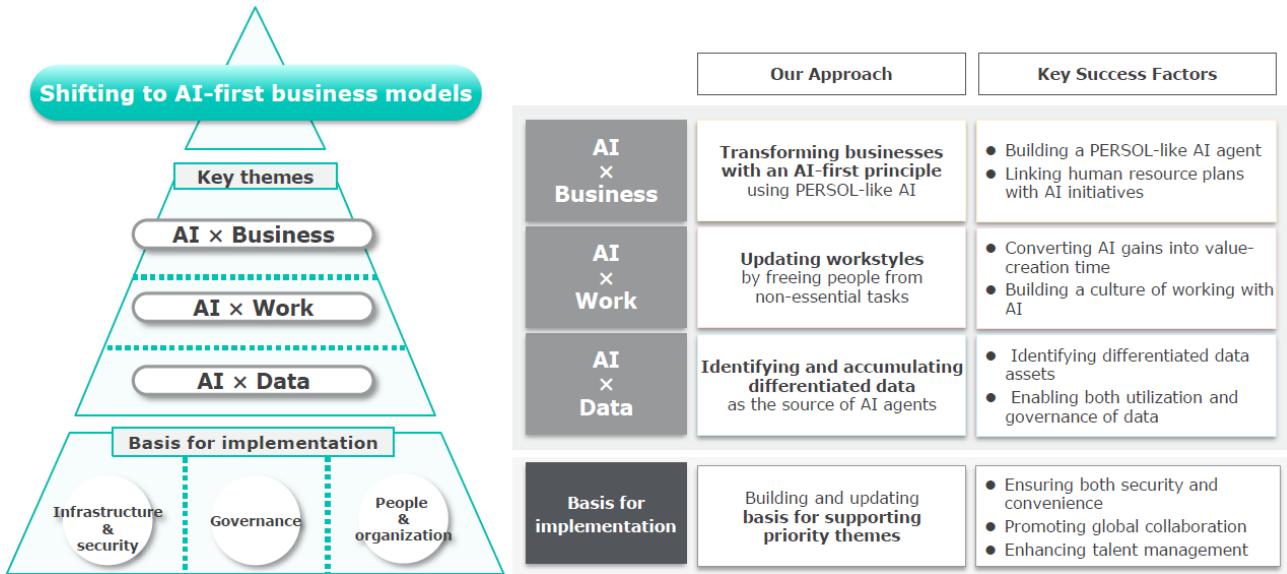 Shifting to AI-first business models
Key themes
AI × Business
AI × Work
AI × Data
Basis for implementation
Infrastructure
&
security
Governance
People
&
organization
Our Approach
Key Success Factors
AI
×
Business
Transforming businesses
with an AI-first principle
using PERSOL-like AI
● Building a PERSOL-like AI agent
● Linking human resource plans
with AI initiatives
AI
×
Work
Updating workstyles
by freeing people from
non-essential tasks
● Converting AI gains into value-
creation time
● Building a culture of working with
AI
AI
×
Data
Identifying and accumulating
differentiated data
as the source of AI agents
● Identifying differentiated data
assets
● Enabling both utilization and
governance of data
Basis for
implementation
Building and updating
basis for supporting
priority themes
● Ensuring both security and
convenience
● Promoting global collaboration
● Enhancing talent management